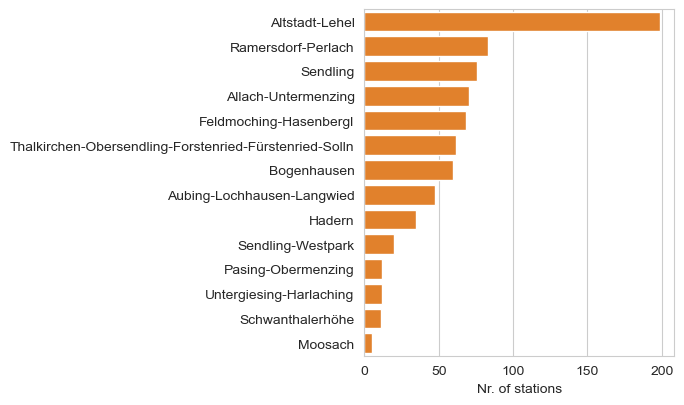 Altstadt-Lehel
Ramersdorf-Perlach
Sendling
Allach-Untermenzing
Feldmoching-Hasenbergl
Thalkirchen-Obersendling-Forstenried-Fürstenried-Solln
Bogenhausen
Aubing-Lochhausen-Langwied
Hadern
Sendling-Westpark
Pasing-Obermenzing
Untergiesing-Harlaching
Schwanthalerhöhe
Moosach
0 50 100 150 200
Nr. of stations